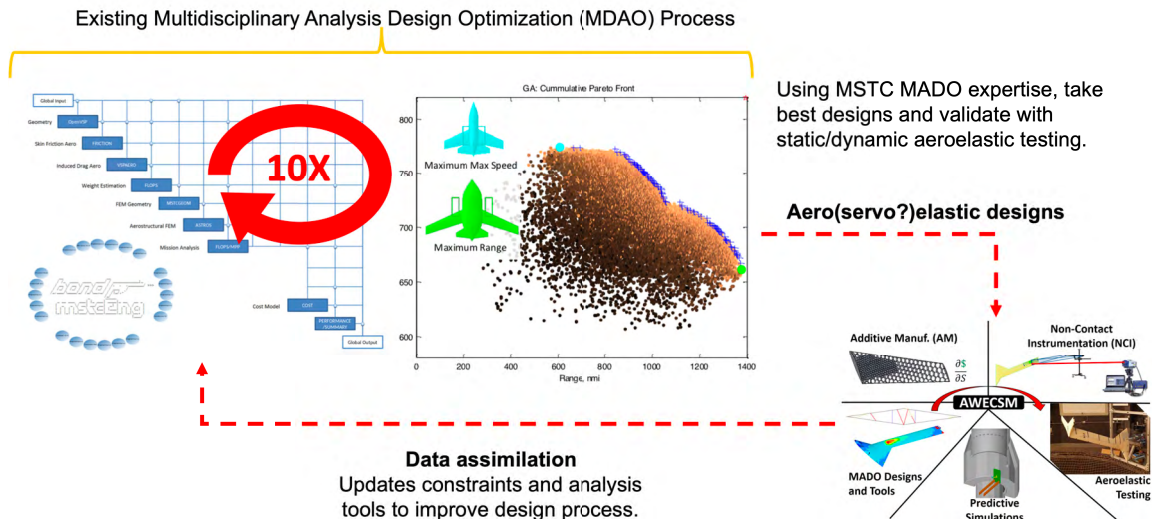 Existing Multidisciplinary Analysis Design Optimization (MDAO) Process
Global Input
Geometry
OpenVSP
Skin Friction Aero
FRICTION
Induced Drag Aero
Weight Estimation
FLOPS
FEM Geometry
MSTCGEOM
Aerostructural FEM
ASTROS
Mission Analysis
Cost Model
COST
PERFORMANCE
/SUMMARY
Global Output
10X
GA: Cummulative Pareto Front
800
750
700
650
600
Maximum Max Speed
Maximum Range
0
200
400
600
800
1000
1200
1400
Range, nmi
Using MSTC MADO expertise, take
best designs and validate with
static/dynamic aeroelastic testing.
Aero(servo?)elastic designs
Additive Manuf. (AM)
∂$
∂S
Non-Contact
Instrumentation (NCI)
AWECSM
MADO Designs
and Tools
Predictive
Simulations
Aeroelastic
Testing
Data assimilation
Updates constraints and analysis
tools to improve design process.